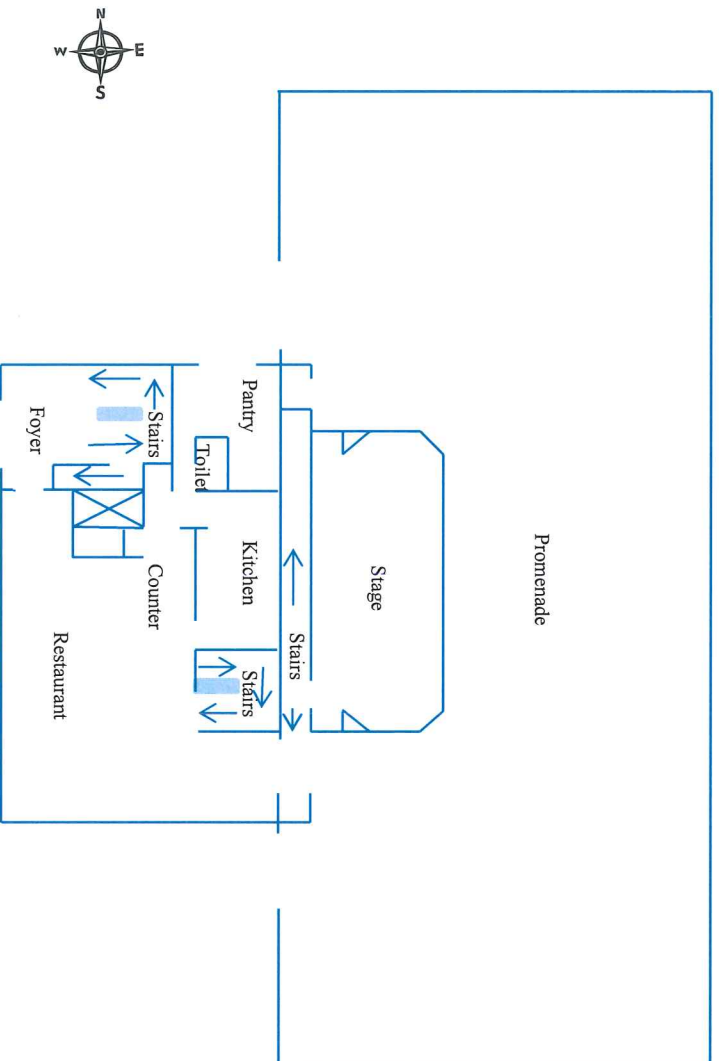 N
W
E
S
Promenade
Stage
Stairs
Pantry
Kitchen
Stairs
Toilet
Stairs
Counter
Foyer
Restaurant